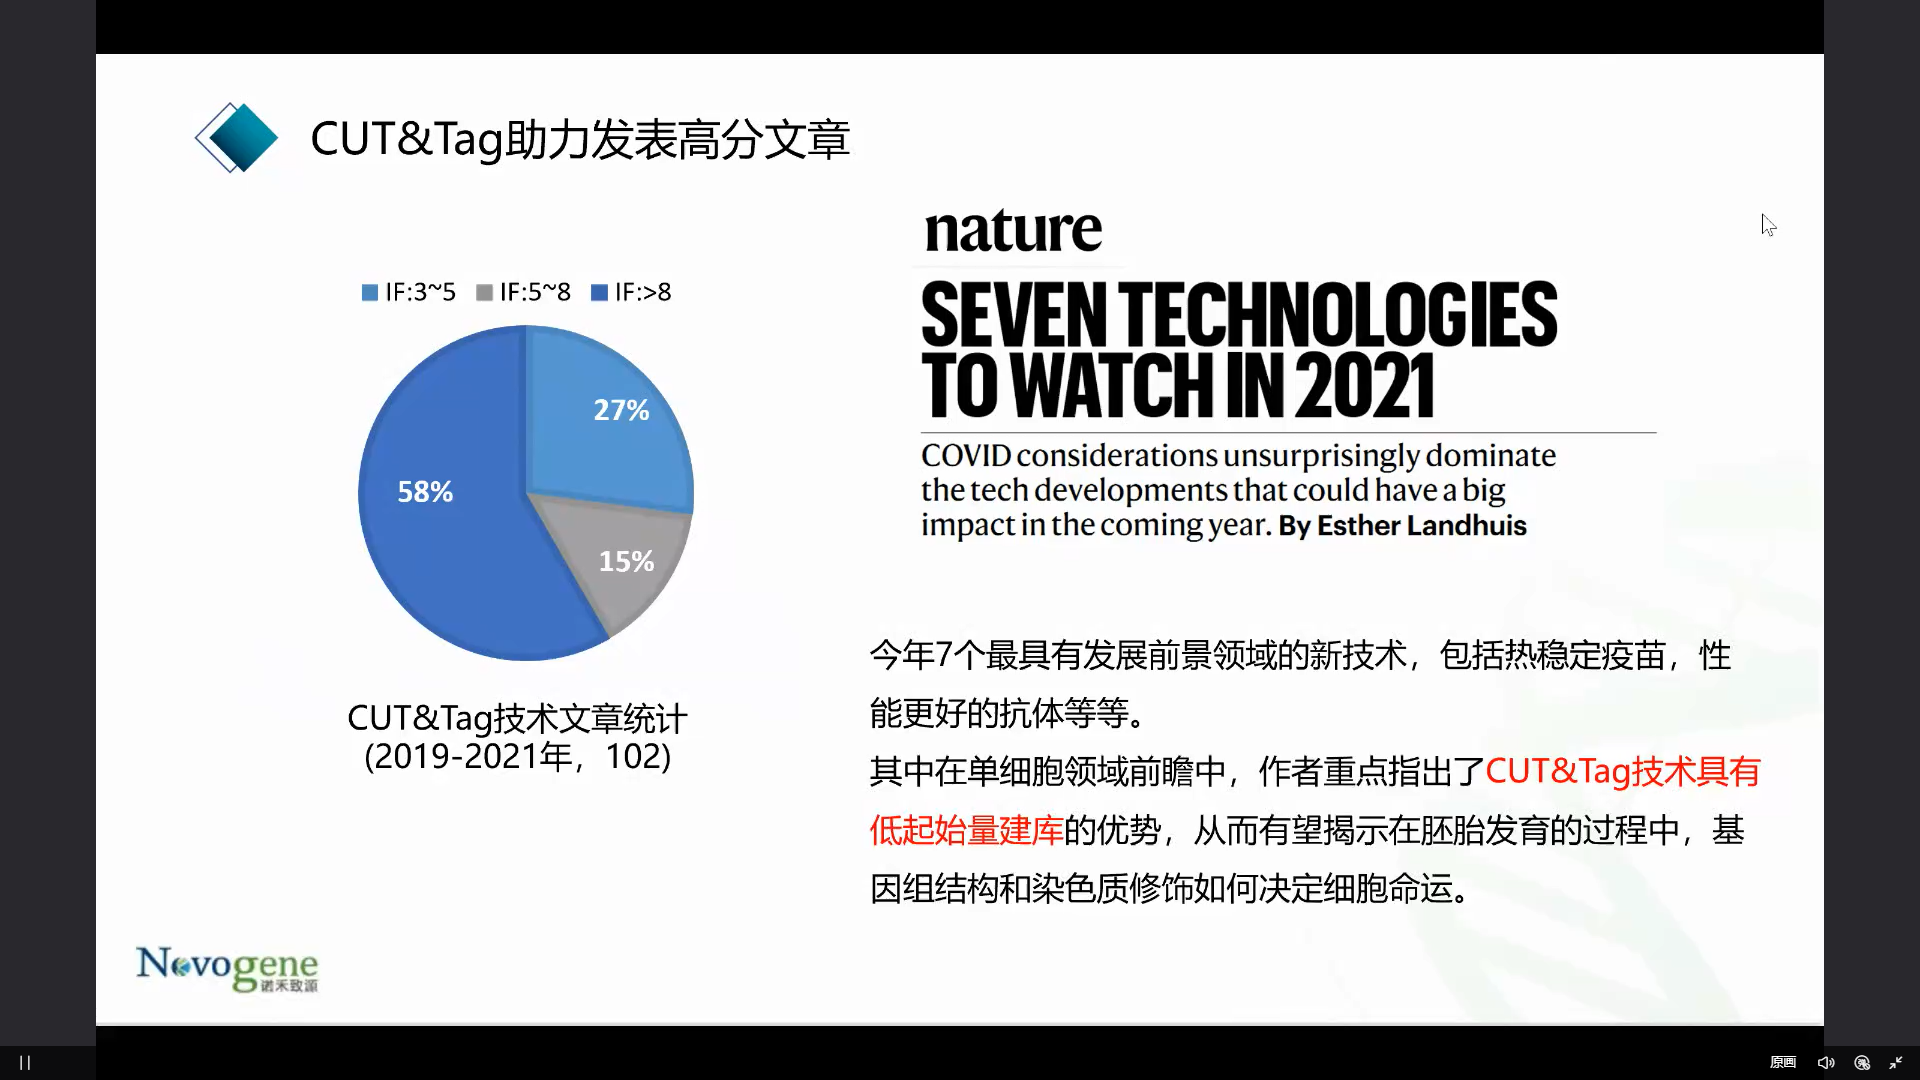 CUT&Tag助力发表高分文章
IF:3~5 IF:5~8 IF:>8
27%
58%
15%
CUT&Tag技术文章统计
(2019-2021年，102)
nature
SEVEN TECHNOLOGIES
TO WATCH IN 2021
COVID considerations unsurprisingly dominate
the tech developments that could have a big
impact in the coming year. By Esther Landhuis
今年7个最具有发展前景领域的新技术，包括热稳定疫苗，性
能更好的抗体等等。
其中在单细胞领域前瞻中，作者重点指出了CUT&Tag技术具有
低起始量建库的优势，从而有望揭示在胚胎发育的过程中，基
因组结构和染色质修饰如何决定细胞命运。
Novogene
诺禾致源
原画